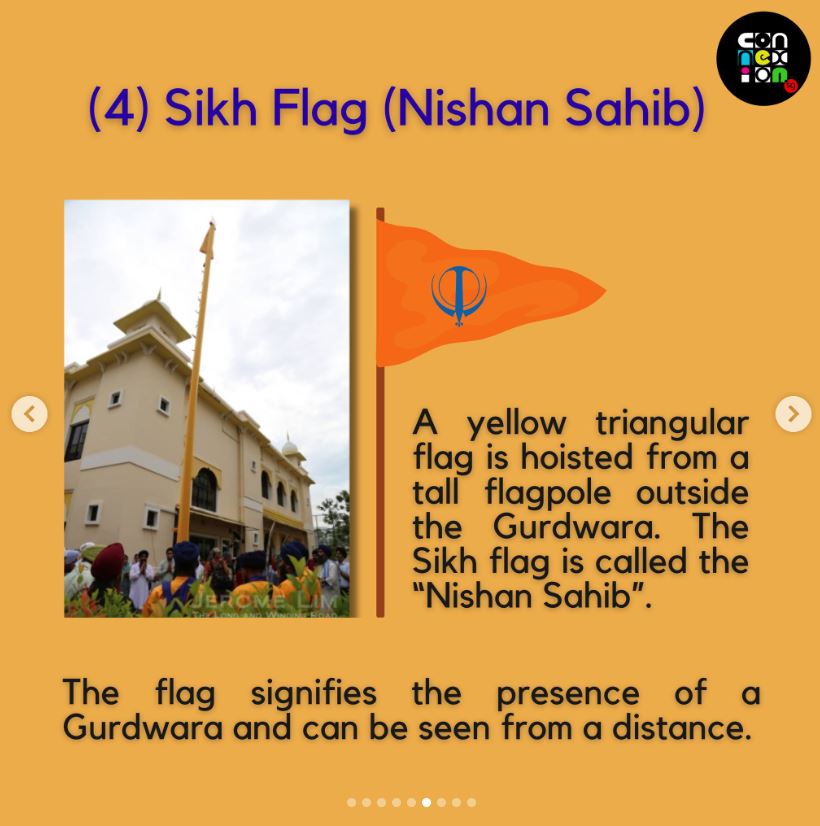 CON
NEX
ION
(4) Sikh Flag (Nishan Sahib)
A yellow triangular
flag is hoisted from a
tall flagpole outside
the Gurdwara. The
Sikh flag is called the
“Nishan Sahib”.
JEROME LIM
THE LONG AND WINDING ROAD
The flag signifies the presence of a
Gurdwara and can be seen from a distance.